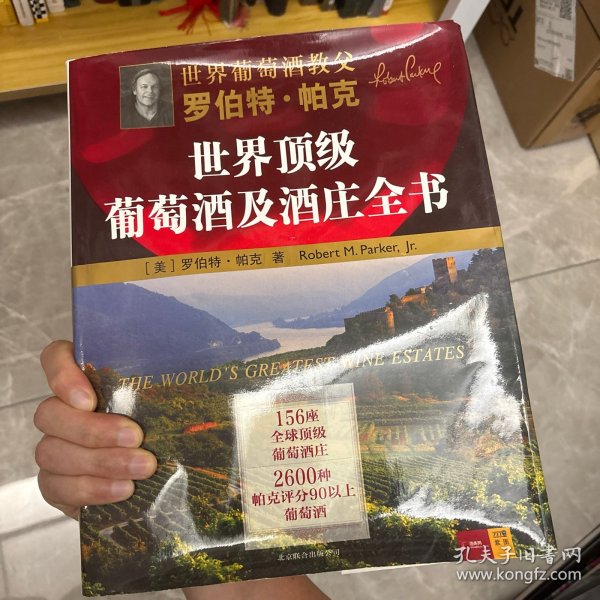 世界葡萄酒教父
罗伯特·帕克
世界顶级
葡萄酒及酒庄全书
[美] 罗伯特·帕克 著 Robert M. Parker, Jr.
THE WORLD'S GREATEST WINE ESTATES
156座
全球顶级
葡萄酒庄
2600种
帕克评分90以上
葡萄酒
北京联合出版公司
孔夫子旧书网
www.kongfz.com